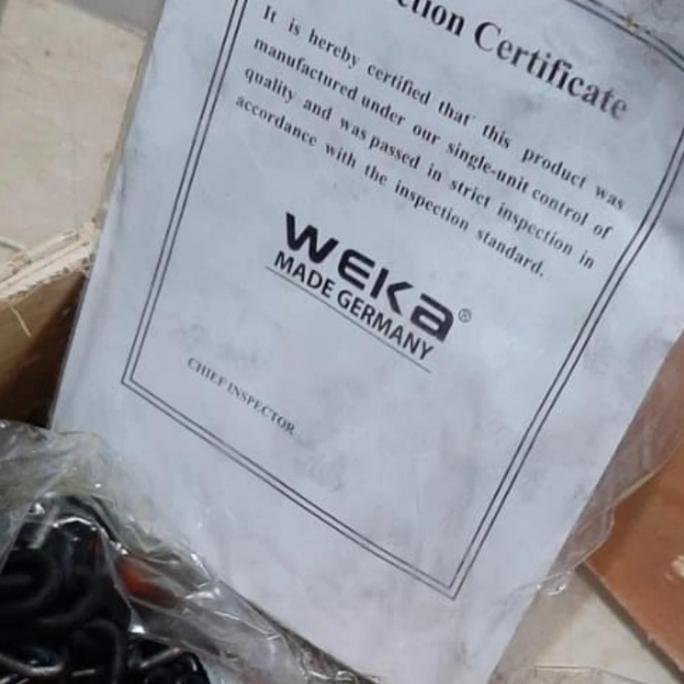 Certificate
It is hereby certified that this product was
manufactured under our single-unit control of
quality and was passed in strict inspection in
accordance with the inspection standard.
WEKa®
MADE GERMANY
CHIEF INSPECTOR